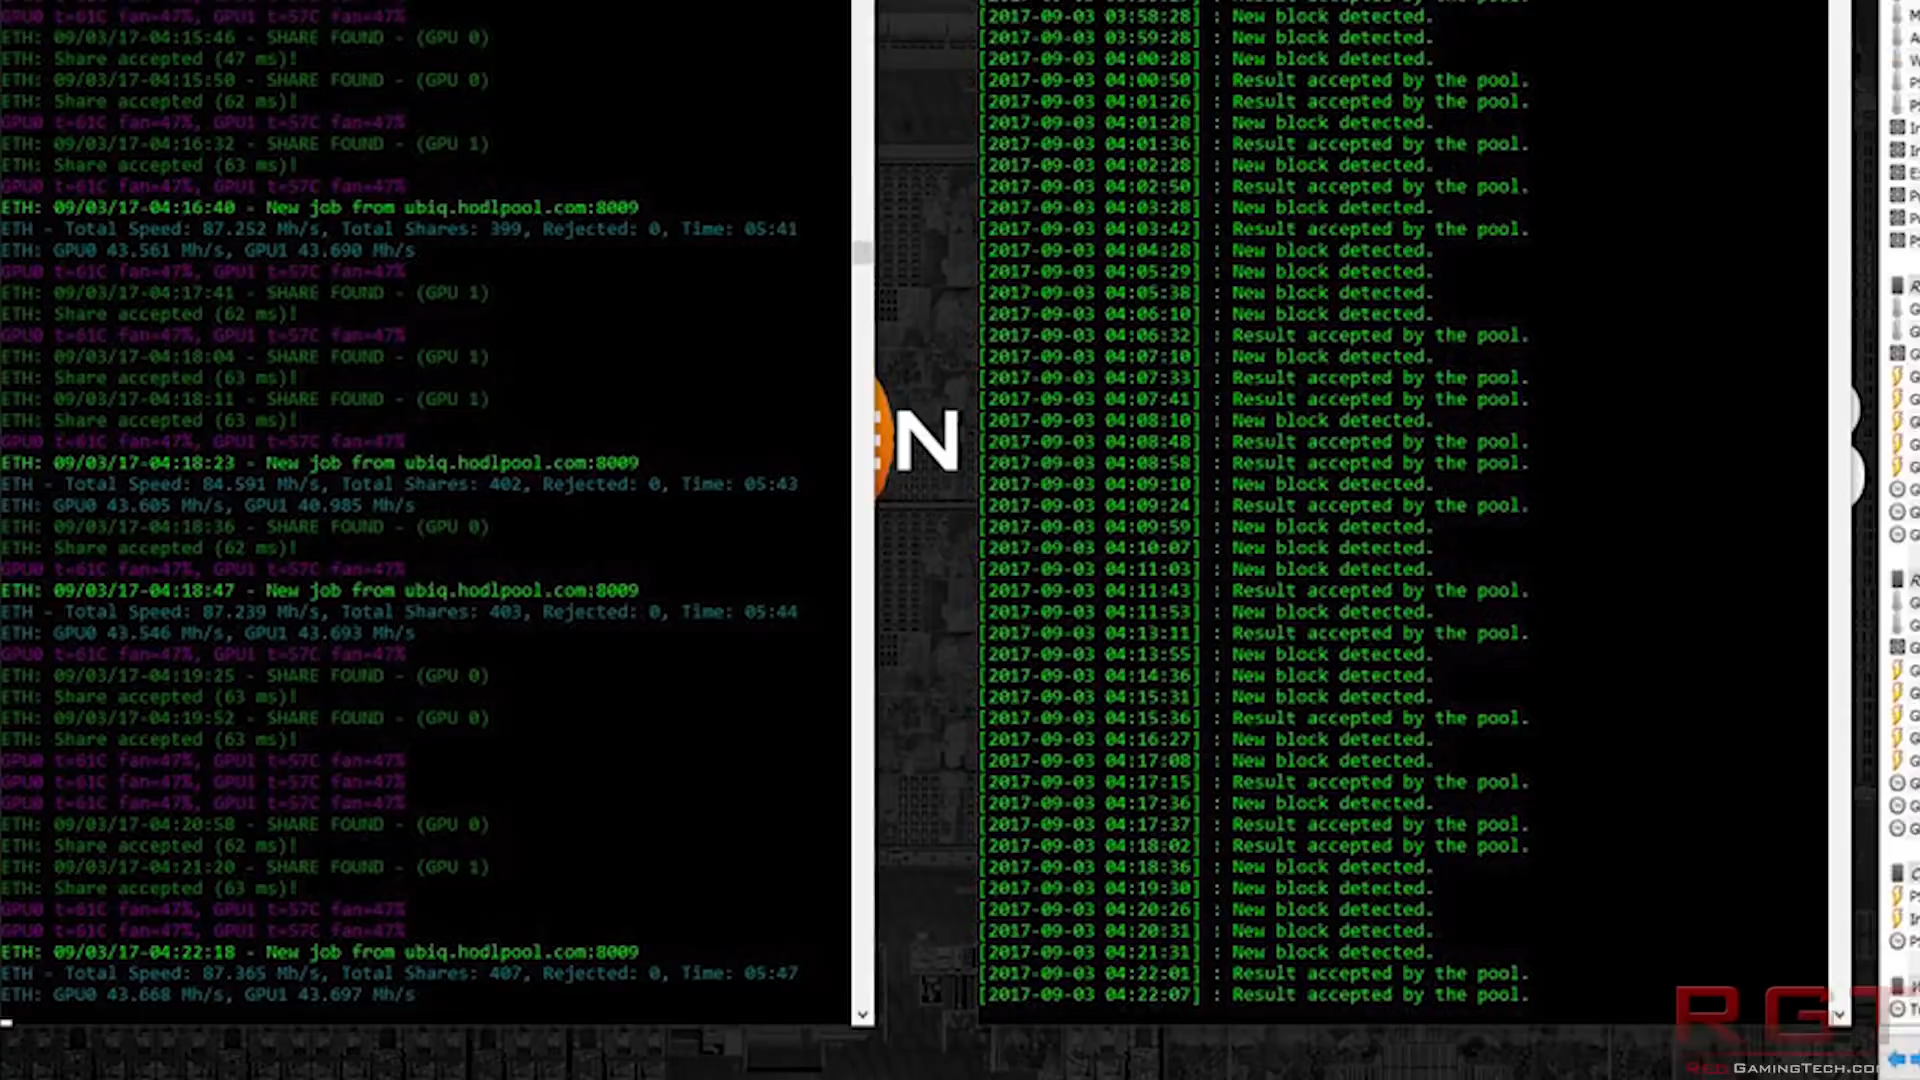 GPU0 t=61C fan=47%, GPU1 t=57C fan=47%
ETH: 09/03/17-04:15:46 - SHARE FOUND - (GPU 0)
ETH: Share accepted (47 ms)!
ETH: 09/03/17-04:15:50 - SHARE FOUND - (GPU 0)
ETH: Share accepted (62 ms)!
GPU0 t=61C fan=47%, GPU1 t=57C fan=47%
ETH: 09/03/17-04:16:32 - SHARE FOUND - (GPU 1)
ETH: Share accepted (63 ms)!
GPU0 t=61C fan=47%, GPU1 t=57C fan=47%
ETH: 09/03/17-04:16:40 - New job from ubiq.hodlpool.com:8009
ETH - Total Speed: 87.252 Mh/s, Total Shares: 399, Rejected: 0, Time: 05:41
ETH: GPU0 43.561 Mh/s, GPU1 43.690 Mh/s
GPU0 t=61C fan=47%, GPU1 t=57C fan=47%
ETH: 09/03/17-04:17:41 - SHARE FOUND - (GPU 1)
ETH: Share accepted (62 ms)!
GPU0 t=61C fan=47%, GPU1 t=57C fan=47%
ETH: 09/03/17-04:18:04 - SHARE FOUND - (GPU 1)
ETH: Share accepted (63 ms)!
ETH: 09/03/17-04:18:11 - SHARE FOUND - (GPU 1)
ETH: Share accepted (63 ms)!
GPU0 t=61C fan=47%, GPU1 t=57C fan=47%
ETH: 09/03/17-04:18:23 - New job from ubiq.hodlpool.com:8009
ETH - Total Speed: 84.591 Mh/s, Total Shares: 402, Rejected: 0, Time: 05:43
ETH: GPU0 43.605 Mh/s, GPU1 40.985 Mh/s
ETH: 09/03/17-04:18:36 - SHARE FOUND - (GPU 0)
ETH: Share accepted (62 ms)!
GPU0 t=61C fan=47%, GPU1 t=57C fan=47%
ETH: 09/03/17-04:18:47 - New job from ubiq.hodlpool.com:8009
ETH - Total Speed: 87.239 Mh/s, Total Shares: 403, Rejected: 0, Time: 05:44
ETH: GPU0 43.546 Mh/s, GPU1 43.693 Mh/s
GPU0 t=61C fan=47%, GPU1 t=57C fan=47%
ETH: 09/03/17-04:19:25 - SHARE FOUND - (GPU 0)
ETH: Share accepted (63 ms)!
ETH: 09/03/17-04:19:52 - SHARE FOUND - (GPU 0)
ETH: Share accepted (63 ms)!
GPU0 t=61C fan=47%, GPU1 t=57C fan=47%
GPU0 t=61C fan=47%, GPU1 t=57C fan=47%
GPU0 t=61C fan=47%, GPU1 t=57C fan=47%
ETH: 09/03/17-04:20:58 - SHARE FOUND - (GPU 0)
ETH: Share accepted (62 ms)!
ETH: 09/03/17-04:21:20 - SHARE FOUND - (GPU 1)
ETH: Share accepted (63 ms)!
GPU0 t=61C fan=47%, GPU1 t=57C fan=47%
GPU0 t=61C fan=47%, GPU1 t=57C fan=47%
ETH: 09/03/17-04:22:18 - New job from ubiq.hodlpool.com:8009
ETH - Total Speed: 87.365 Mh/s, Total Shares: 407, Rejected: 0, Time: 05:47
ETH: GPU0 43.668 Mh/s, GPU1 43.697 Mh/s
EN
[2017-09-03 03:58:28] : New block detected.
[2017-09-03 03:59:28] : New block detected.
[2017-09-03 04:00:28] : New block detected.
[2017-09-03 04:00:50] : Result accepted by the pool.
[2017-09-03 04:01:26] : Result accepted by the pool.
[2017-09-03 04:01:28] : New block detected.
[2017-09-03 04:01:36] : Result accepted by the pool.
[2017-09-03 04:02:28] : New block detected.
[2017-09-03 04:02:50] : Result accepted by the pool.
[2017-09-03 04:03:28] : New block detected.
[2017-09-03 04:03:42] : Result accepted by the pool.
[2017-09-03 04:04:28] : New block detected.
[2017-09-03 04:05:29] : New block detected.
[2017-09-03 04:05:38] : New block detected.
[2017-09-03 04:06:10] : New block detected.
[2017-09-03 04:06:32] : Result accepted by the pool.
[2017-09-03 04:07:10] : New block detected.
[2017-09-03 04:07:33] : Result accepted by the pool.
[2017-09-03 04:07:41] : Result accepted by the pool.
[2017-09-03 04:08:10] : New block detected.
[2017-09-03 04:08:48] : Result accepted by the pool.
[2017-09-03 04:08:58] : Result accepted by the pool.
[2017-09-03 04:09:10] : New block detected.
[2017-09-03 04:09:24] : Result accepted by the pool.
[2017-09-03 04:09:59] : New block detected.
[2017-09-03 04:10:07] : New block detected.
[2017-09-03 04:11:03] : New block detected.
[2017-09-03 04:11:43] : Result accepted by the pool.
[2017-09-03 04:11:53] : New block detected.
[2017-09-03 04:13:11] : Result accepted by the pool.
[2017-09-03 04:13:55] : New block detected.
[2017-09-03 04:14:36] : New block detected.
[2017-09-03 04:15:31] : New block detected.
[2017-09-03 04:15:36] : Result accepted by the pool.
[2017-09-03 04:16:27] : New block detected.
[2017-09-03 04:17:08] : New block detected.
[2017-09-03 04:17:15] : Result accepted by the pool.
[2017-09-03 04:17:36] : New block detected.
[2017-09-03 04:17:37] : Result accepted by the pool.
[2017-09-03 04:18:02] : Result accepted by the pool.
[2017-09-03 04:18:36] : New block detected.
[2017-09-03 04:19:30] : New block detected.
[2017-09-03 04:20:26] : New block detected.
[2017-09-03 04:20:31] : New block detected.
[2017-09-03 04:21:31] : New block detected.
[2017-09-03 04:22:01] : Result accepted by the pool.
[2017-09-03 04:22:07] : Result accepted by the pool.
RGT
REDGAMINGTECH.COM